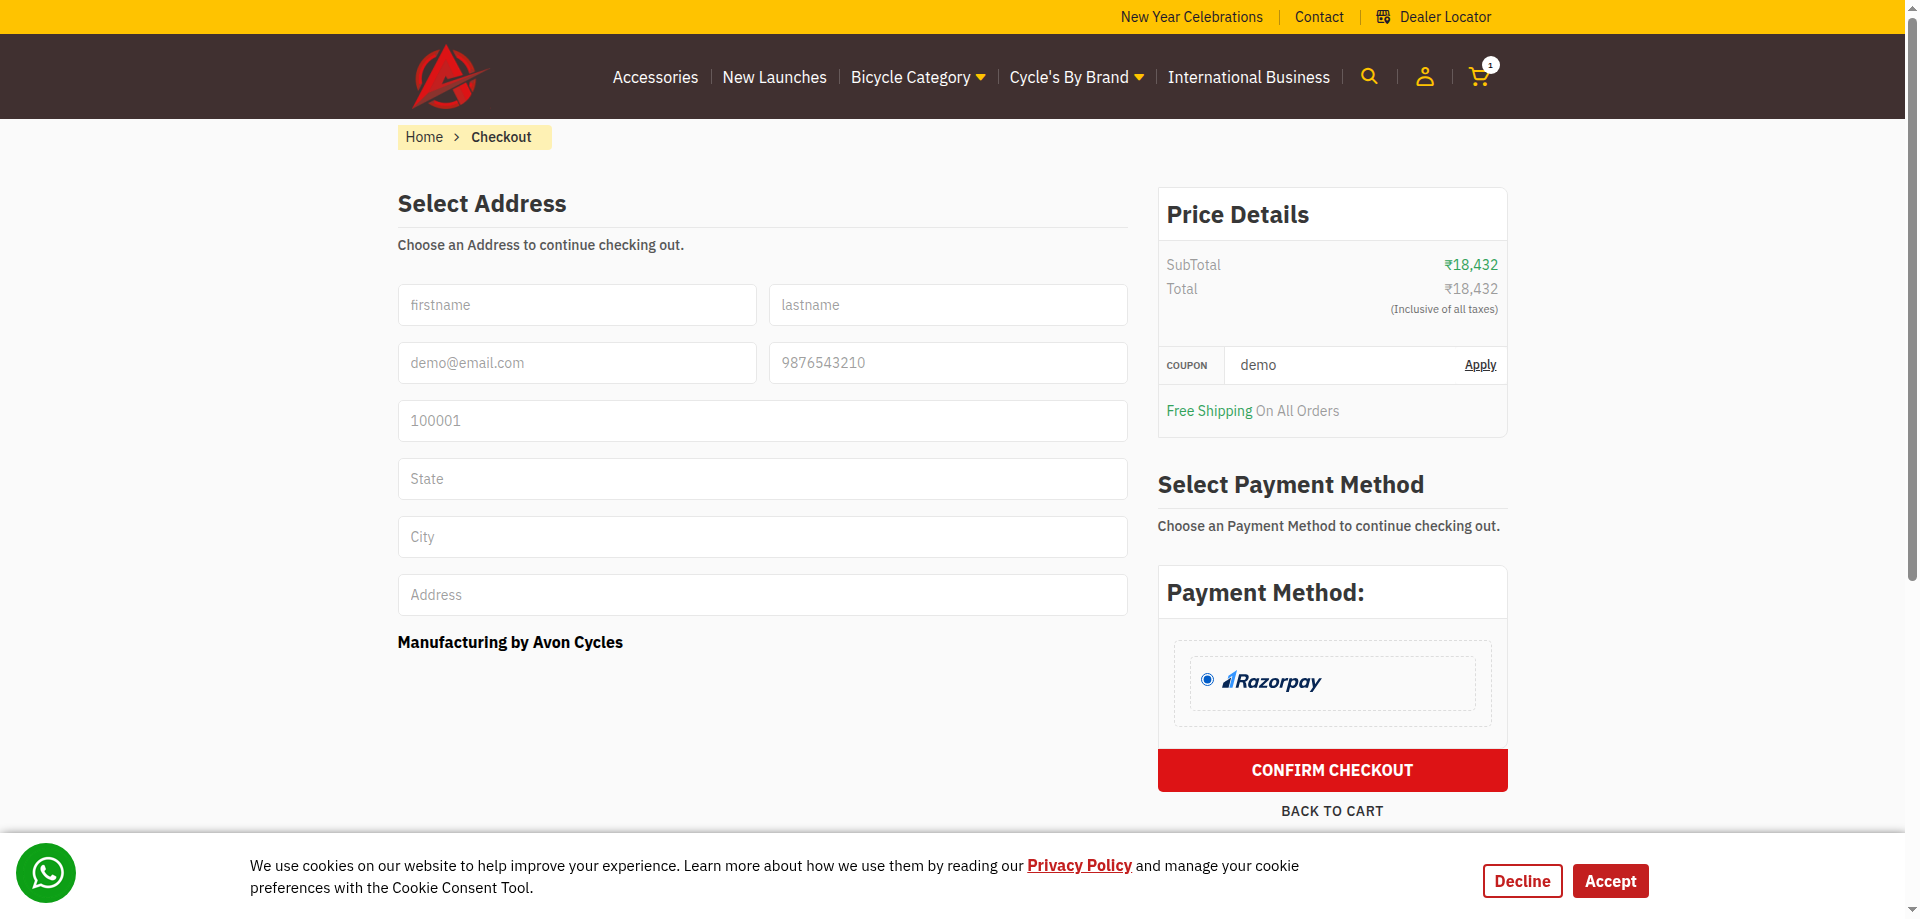 New Year Celebrations
Contact
Dealer Locator
Accessories
New Launches
Bicycle Category
Cycle's By Brand
International Business
1
Home
Checkout
Select Address
Choose an Address to continue checking out.
firstname
lastname
demo@email.com
9876543210
100001
State
City
Address
Manufacturing by Avon Cycles
Price Details
SubTotal ₹18,432
Total ₹18,432
(Inclusive of all taxes)
COUPON demo Apply
Free Shipping On All Orders
Select Payment Method
Choose an Payment Method to continue checking out.
Payment Method:
Razorpay
CONFIRM CHECKOUT
BACK TO CART
We use cookies on our website to help improve your experience. Learn more about how we use them by reading our Privacy Policy and manage your cookie
preferences with the Cookie Consent Tool.
Decline
Accept